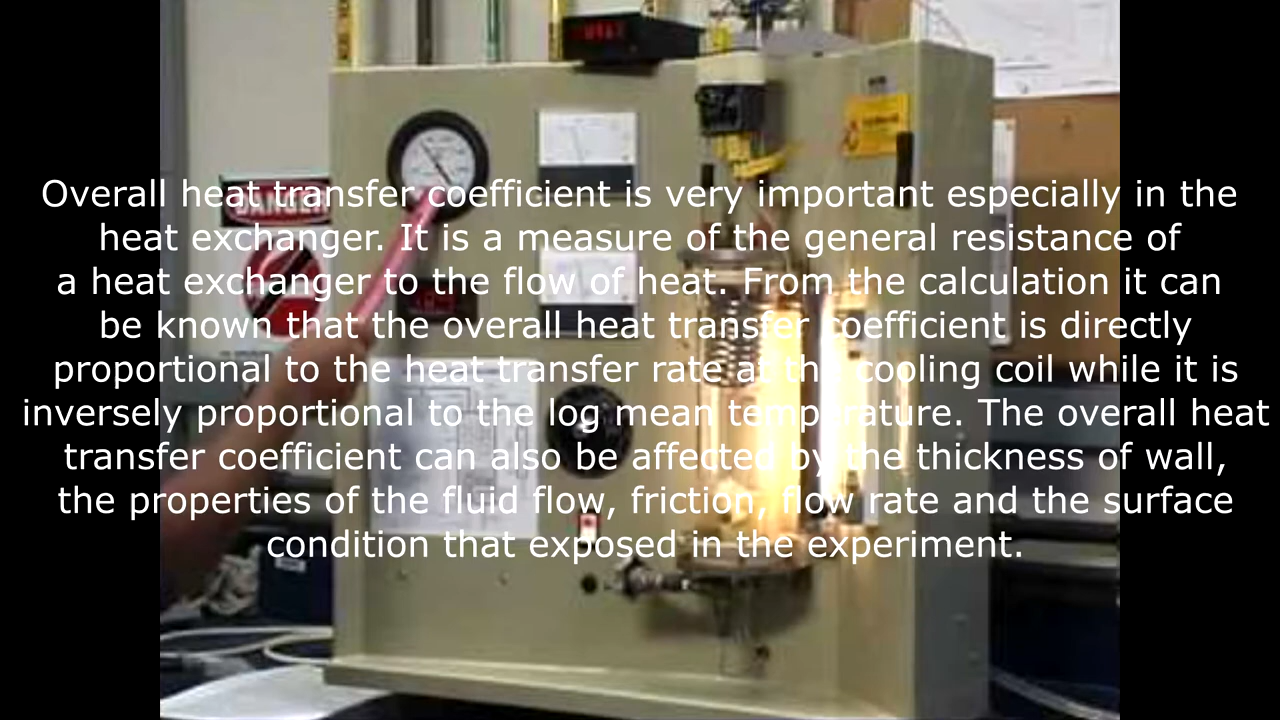 Overall heat transfer coefficient is very important especially in the
heat exchanger. It is a measure of the general resistance of
a heat exchanger to the flow of heat. From the calculation it can
be known that the overall heat transfer coefficient is directly
proportional to the heat transfer rate at the cooling coil while it is
inversely proportional to the log mean temperature. The overall heat
transfer coefficient can also be affected by the thickness of wall,
the properties of the fluid flow, friction, flow rate and the surface
condition that exposed in the experiment.
DANGER